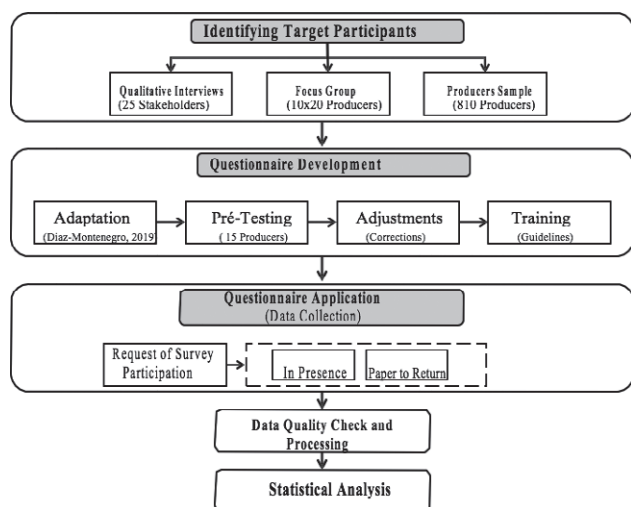 Identifying Target Participants
Qualitative Interviews
(25 Stakeholders)
Focus Group
(10x20 Producers)
Producers Sample
(810 Producers)
Questionnaire Development
Adaptation
(Diaz-Montenegro, 2019)
Pré-Testing
( 15 Producers)
Adjustments
(Corrections)
Training
(Guidelines)
Questionnaire Application
(Data Collection)
Request of Survey
Participation
In Presence
Paper to Return
Data Quality Check and
Processing
Statistical Analysis